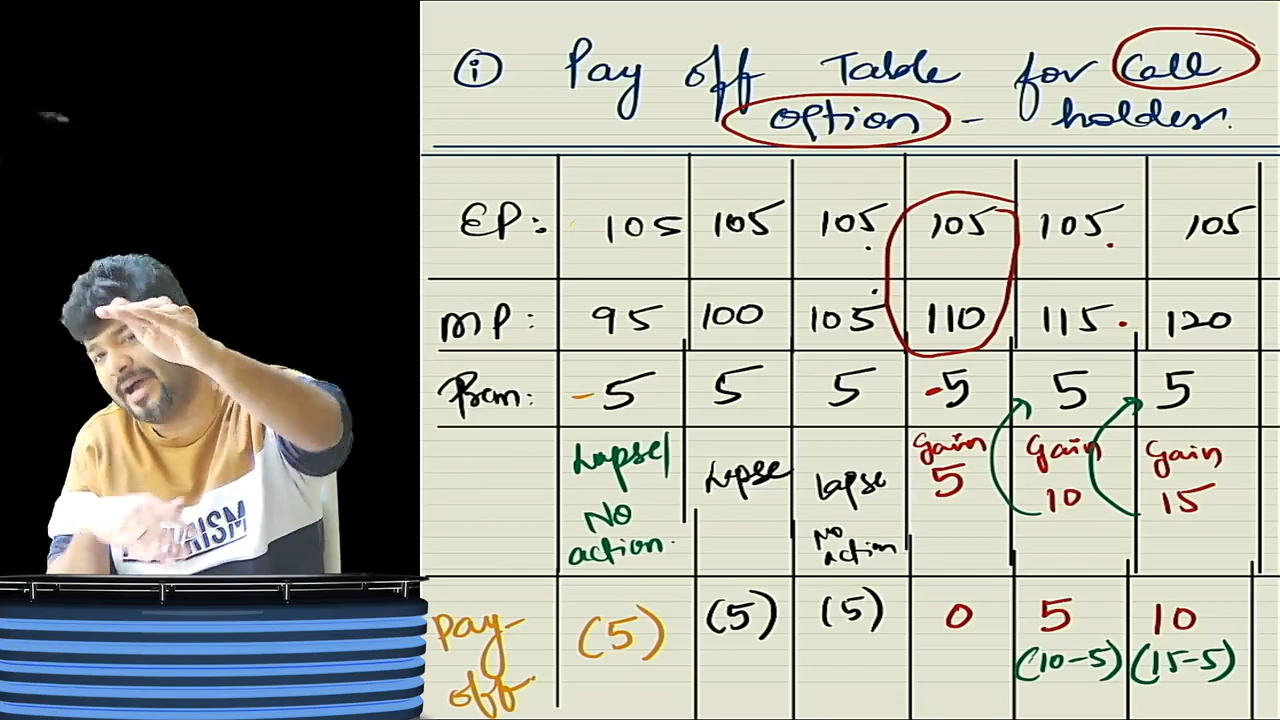 (i) Pay off Table for Call
option - holder.
EP: 105 105 105 105 105 105
MP: 95 100 105 110 115 120
Prem: -5 5 5 -5 5 5
Lapse/ No action. Lapse Lapse No action Gain 5 Gain 10 Gain 15
Pay-off (5) (5) (5) 0 5 10
(10-5) (15-5)
AISM